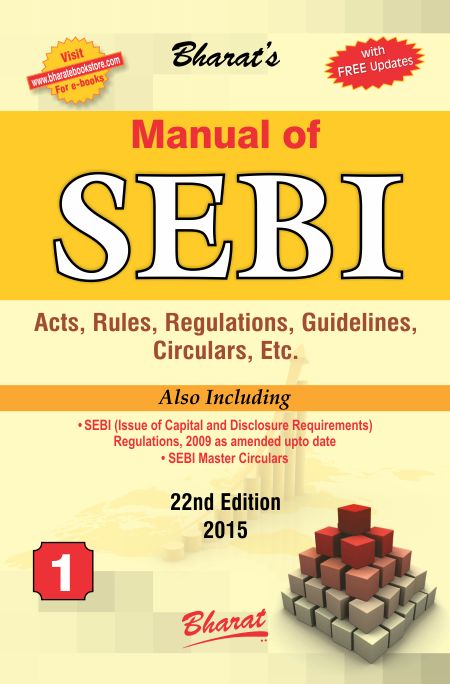 Visit
www.bharatebookstore.com
For e-books
Bharat's
with
FREE Updates
Manual of
SEBI
Acts, Rules, Regulations, Guidelines,
Circulars, Etc.
Also Including
• SEBI (Issue of Capital and Disclosure Requirements)
Regulations, 2009 as amended upto date
• SEBI Master Circulars
22nd Edition
2015
1
Bharat